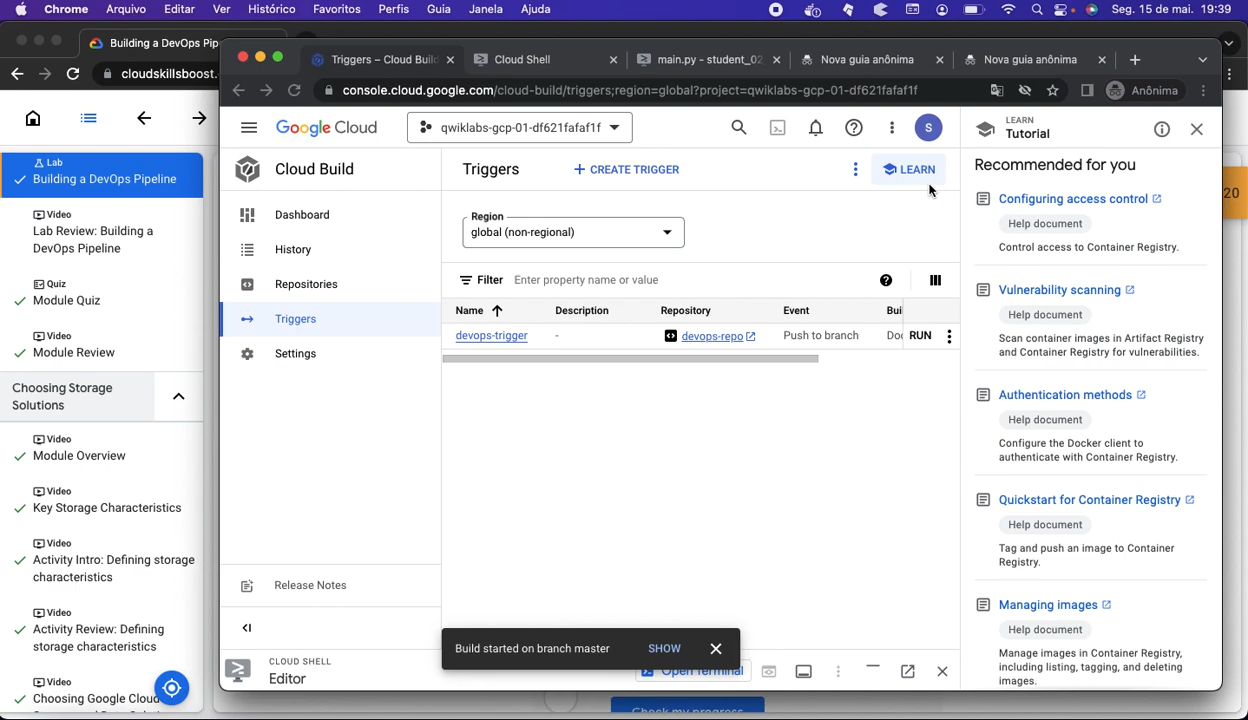 Chrome Arquivo Editar Ver Histórico Favoritos Perfis Guia Janela Ajuda Seg. 15 de mai. 19:39
Building a DevOps Pip
cloudskillsboost.
Lab
Building a DevOps Pipeline
Video
Lab Review: Building a
DevOps Pipeline
Quiz
Module Quiz
Video
Module Review
Choosing Storage
Solutions
Video
Module Overview
Video
Key Storage Characteristics
Video
Activity Intro: Defining storage
characteristics
Video
Activity Review: Defining
storage characteristics
Video
Choosing Google Cloud
Triggers – Cloud Build
Cloud Shell
main.py - student_02
Nova guia anônima
Nova guia anônima
console.cloud.google.com/cloud-build/triggers;region=global?project=qwiklabs-gcp-01-df621fafaf1f
Anônima
Google Cloud
qwiklabs-gcp-01-df621fafaf1f
S
Cloud Build
Dashboard
History
Repositories
Triggers
Settings
Release Notes
Triggers
CREATE TRIGGER
LEARN
Region
global (non-regional)
Filter Enter property name or value
Name Description Repository Event Bui
devops-trigger - devops-repo Push to branch Doc RUN
Build started on branch master SHOW
CLOUD SHELL
Editor
Open Terminal
LEARN
Tutorial
Recommended for you
Configuring access control
Help document
Control access to Container Registry.
Vulnerability scanning
Help document
Scan container images in Artifact Registry
and Container Registry for vulnerabilities.
Authentication methods
Help document
Configure the Docker client to
authenticate with Container Registry.
Quickstart for Container Registry
Help document
Tag and push an image to Container
Registry.
Managing images
Help document
Manage images in Container Registry,
including listing, tagging, and deleting
images.
20
Check my progress